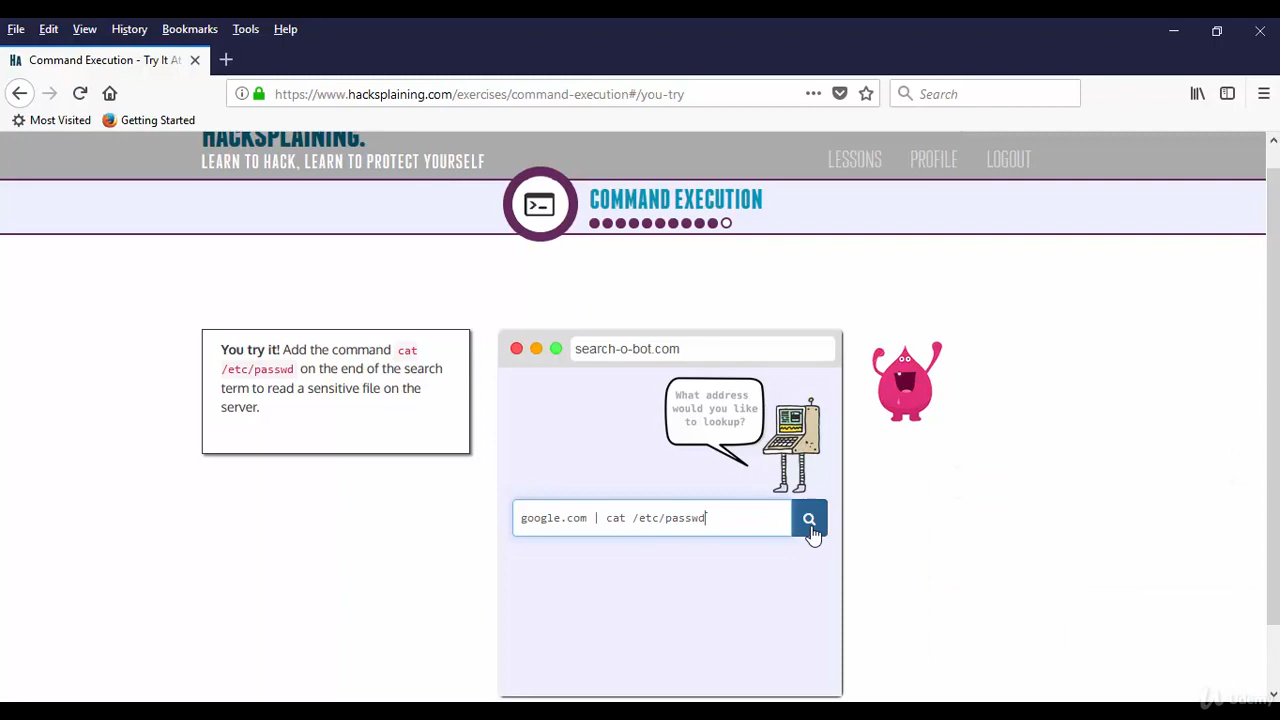 File Edit View History Bookmarks Tools Help
Command Execution - Try It At
https://www.hacksplaining.com/exercises/command-execution#/you-try
Search
Most Visited Getting Started
HACKSPLAINING.
LEARN TO HACK, LEARN TO PROTECT YOURSELF
LESSONS PROFILE LOGOUT
COMMAND EXECUTION
You try it! Add the command cat
/etc/passwd on the end of the search
term to read a sensitive file on the
server.
search-o-bot.com
What address
would you like
to lookup?
google.com | cat /etc/passwd
Udemy